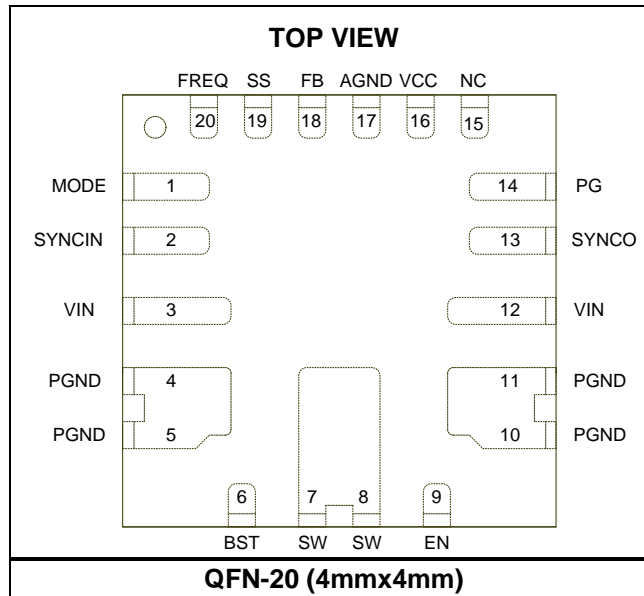 TOP VIEW
FREQ SS FB AGND VCC NC
20 19 18 17 16 15
MODE 1 14 PG
SYNCIN 2 13 SYNCO
VIN 3 12 VIN
PGND 4 11 PGND
PGND 5 10 PGND
6 7 8 9
BST SW SW EN
QFN-20 (4mmx4mm)